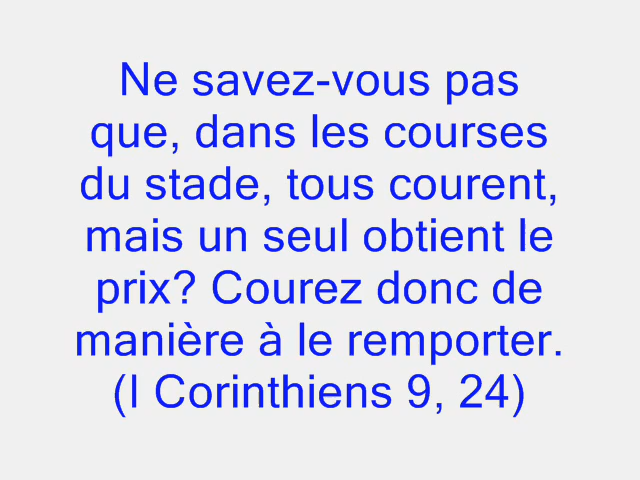 Ne savez-vous pas
que, dans les courses
du stade, tous courent,
mais un seul obtient le
prix? Courez donc de
manière à le remporter.
(I Corinthiens 9, 24)